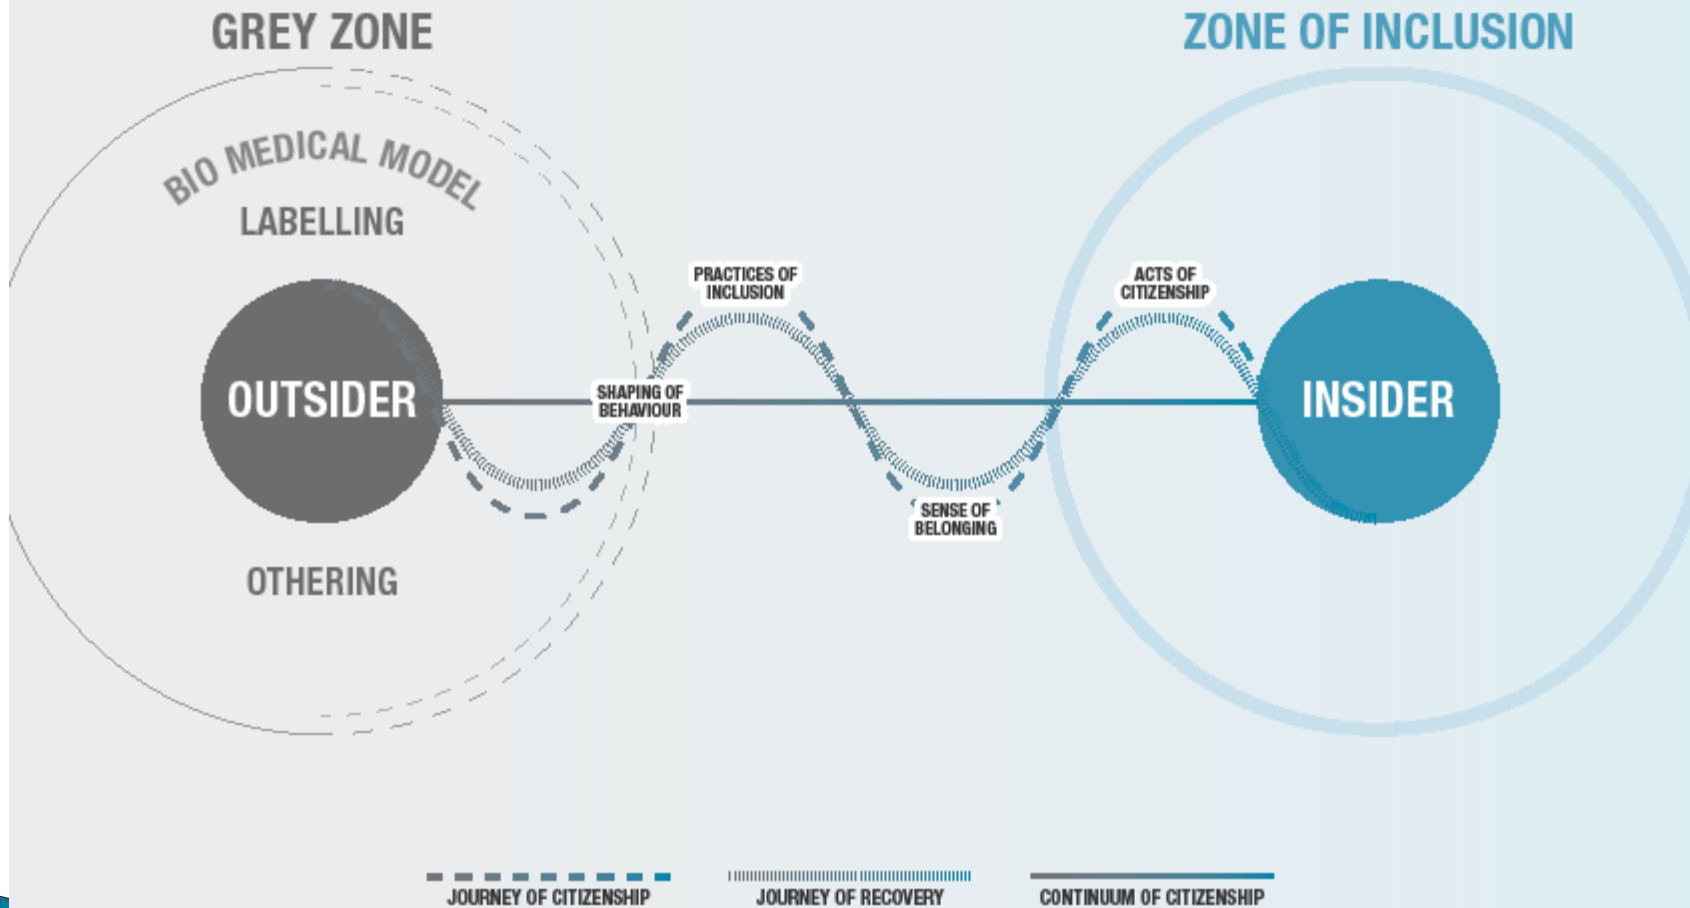 GREY ZONE
ZONE OF INCLUSION
BIO MEDICAL MODEL
LABELLING
OUTSIDER
OTHERING
SHAPING OF
BEHAVIOUR
PRACTICES OF
INCLUSION
SENSE OF
BELONGING
ACTS OF
CITIZENSHIP
INSIDER
JOURNEY OF CITIZENSHIP
JOURNEY OF RECOVERY
CONTINUUM OF CITIZENSHIP